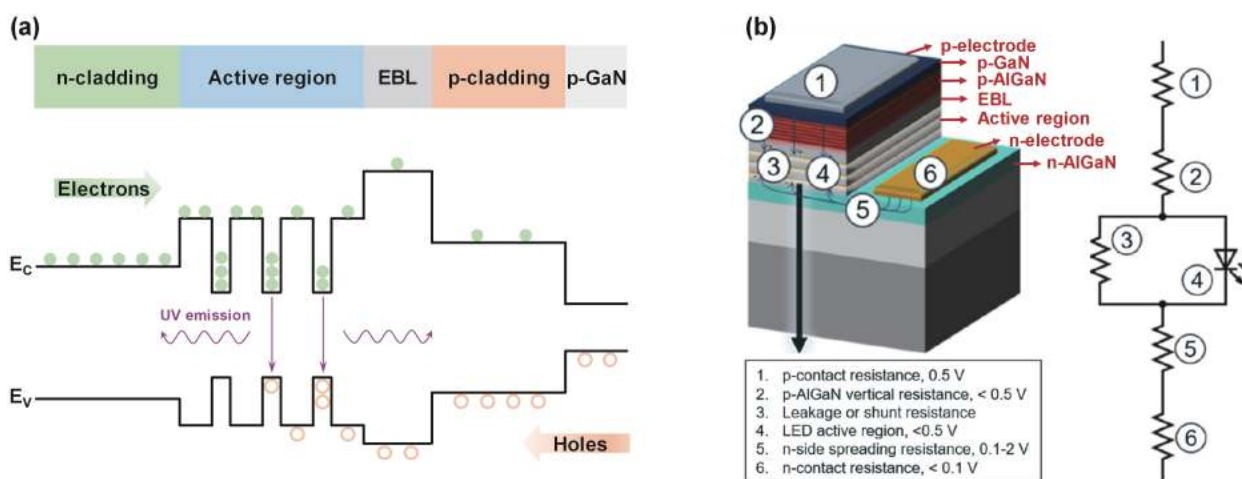 (a)
n-cladding
Active region
EBL
p-cladding
p-GaN
Electrons
E_C
UV emission
E_V
Holes
(b)
p-electrode
p-GaN
p-AlGaN
EBL
Active region
n-electrode
n-AlGaN
1
2
3
4
5
6
1. p-contact resistance, 0.5 V
2. p-AlGaN vertical resistance, < 0.5 V
3. Leakage or shunt resistance
4. LED active region, <0.5 V
5. n-side spreading resistance, 0.1-2 V
6. n-contact resistance, < 0.1 V
1
2
3
4
5
6